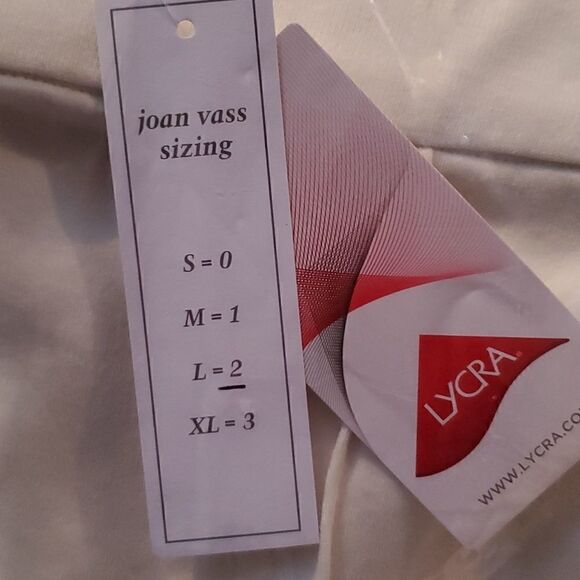 joan vass
sizing
S = 0
M = 1
L = 2
XL = 3
LYCRA®
WWW.LYCRA.CO